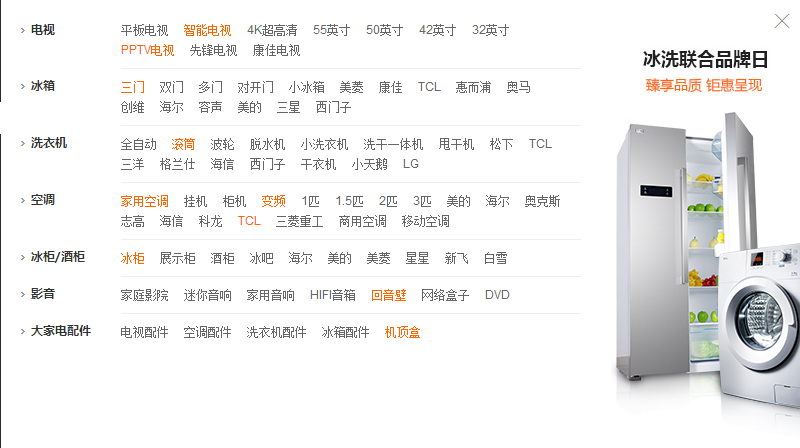 电视 平板电视 智能电视 4K超高清 55英寸 50英寸 42英寸 32英寸
PPTV电视 先锋电视 康佳电视
冰箱 三门 双门 多门 对开门 小冰箱 美菱 康佳 TCL 惠而浦 奥马
创维 海尔 容声 美的 三星 西门子
洗衣机 全自动 滚筒 波轮 脱水机 小洗衣机 洗干一体机 甩干机 松下 TCL
三洋 格兰仕 海信 西门子 干衣机 小天鹅 LG
空调 家用空调 挂机 柜机 变频 1匹 1.5匹 2匹 3匹 美的 海尔 奥克斯
志高 海信 科龙 TCL 三菱重工 商用空调 移动空调
冰柜/酒柜 冰柜 展示柜 酒柜 冰吧 海尔 美的 美菱 星星 新飞 白雪
影音 家庭影院 迷你音响 家用音响 HIFI音箱 回音壁 网络盒子 DVD
大家电配件 电视配件 空调配件 洗衣机配件 冰箱配件 机顶盒
冰洗联合品牌日
臻享品质 钜惠呈现